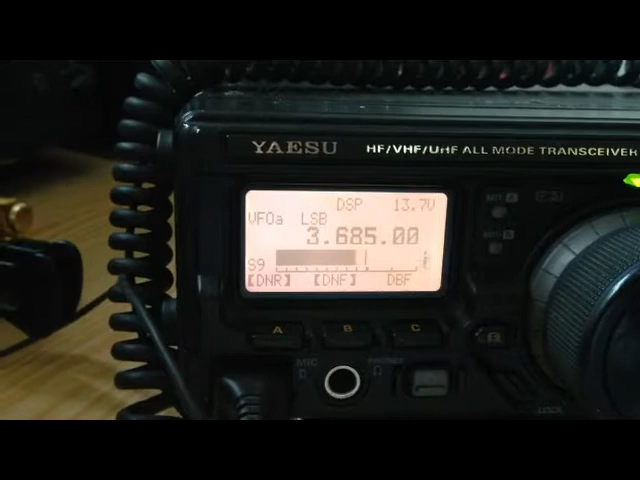 YAESU HF/VHF/UHF ALL MODE TRANSCEIVER
DSP 13.7V
VFOa LSB
3.685.00
S9
[DNR] [DNF] DBF
A B C
MIC PHONES
LOCK